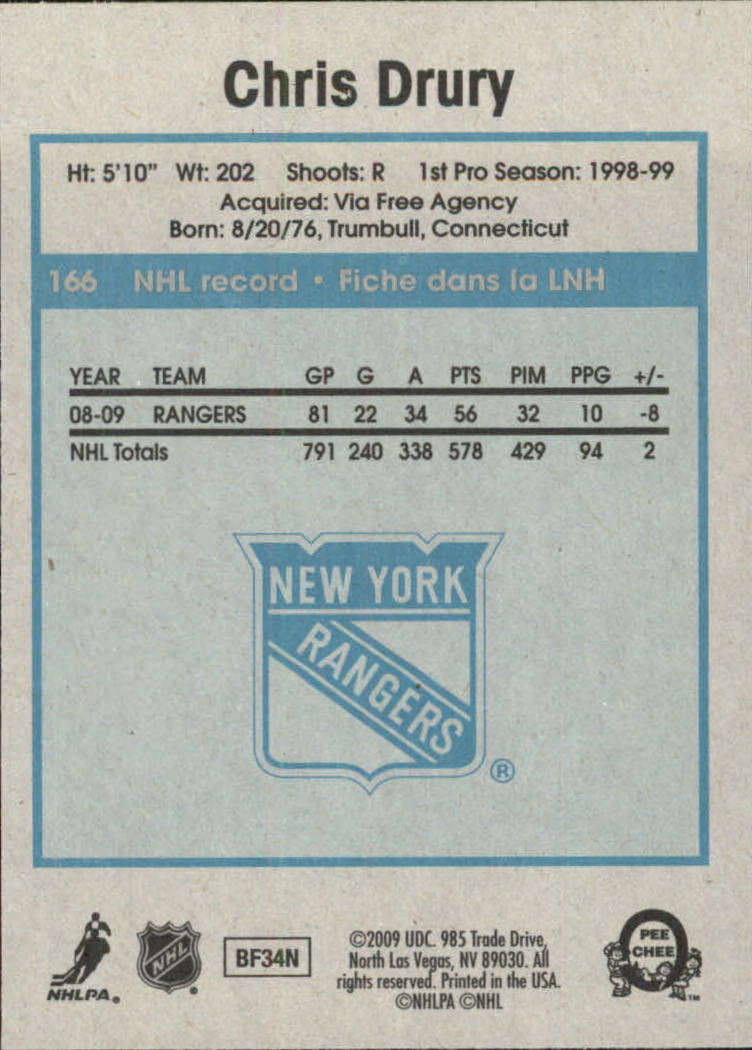 Chris Drury
Ht: 5'10" Wt: 202 Shoots: R 1st Pro Season: 1998-99
Acquired: Via Free Agency
Born: 8/20/76, Trumbull, Connecticut
166 NHL record • Fiche dans la LNH
YEAR TEAM GP G A PTS PIM PPG +/-
08-09 RANGERS 81 22 34 56 32 10 -8
NHL Totals 791 240 338 578 429 94 2
NEW YORK
RANGERS
®
NHLPA®
NHL
BF34N
©2009 UDC. 985 Trade Drive,
North Las Vegas, NV 89030. All
rights reserved. Printed in the USA.
©NHLPA ©NHL
O
PEE
CHEE
™